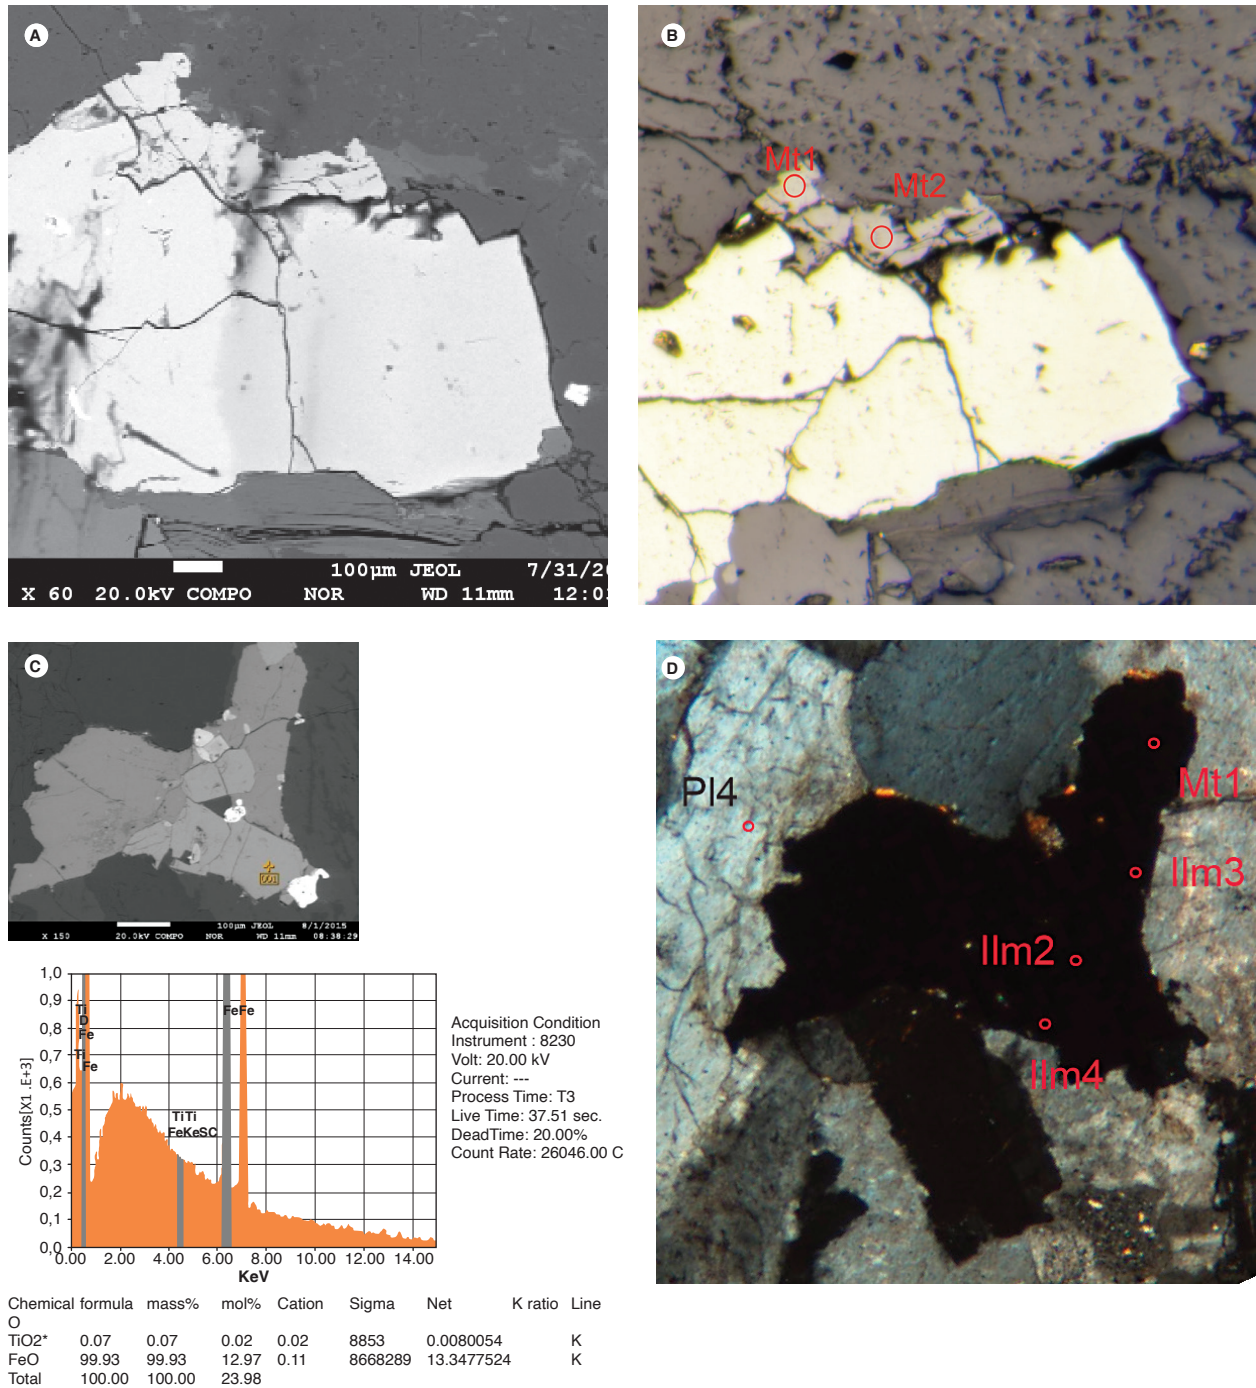 A
100µm JEOL 7/31/20
X 60 20.0kV COMPO NOR WD 11mm 12:03
B
Mt1
Mt2
C
001
100µm JEOL 8/1/2015
X 150 20.0kV COMPO NOR WD 11mm 08:38:29
D
Pl4
Mt1
Ilm3
Ilm2
Ilm4
1,0
0,9
0,8
0,7
0,6
0,5
0,4
0,3
0,2
0,1
0,0
Counts[X1.E+3]
Ti
O
Fe
Ti
Fe
TiTi
FeKeSC
FeFe
0.00 2.00 4.00 6.00 8.00 10.00 12.00 14.00
KeV
Acquisition Condition
Instrument : 8230
Volt: 20.00 kV
Current: ---
Process Time: T3
Live Time: 37.51 sec.
DeadTime: 20.00%
Count Rate: 26046.00 C
Chemical formula mass% mol% Cation Sigma Net K ratio Line
O
TiO2* 0.07 0.07 0.02 0.02 8853 0.0080054 K
FeO 99.93 99.93 12.97 0.11 8668289 13.3477524 K
Total 100.00 100.00 23.98